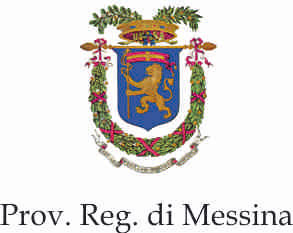 Prov. Reg. di Messina